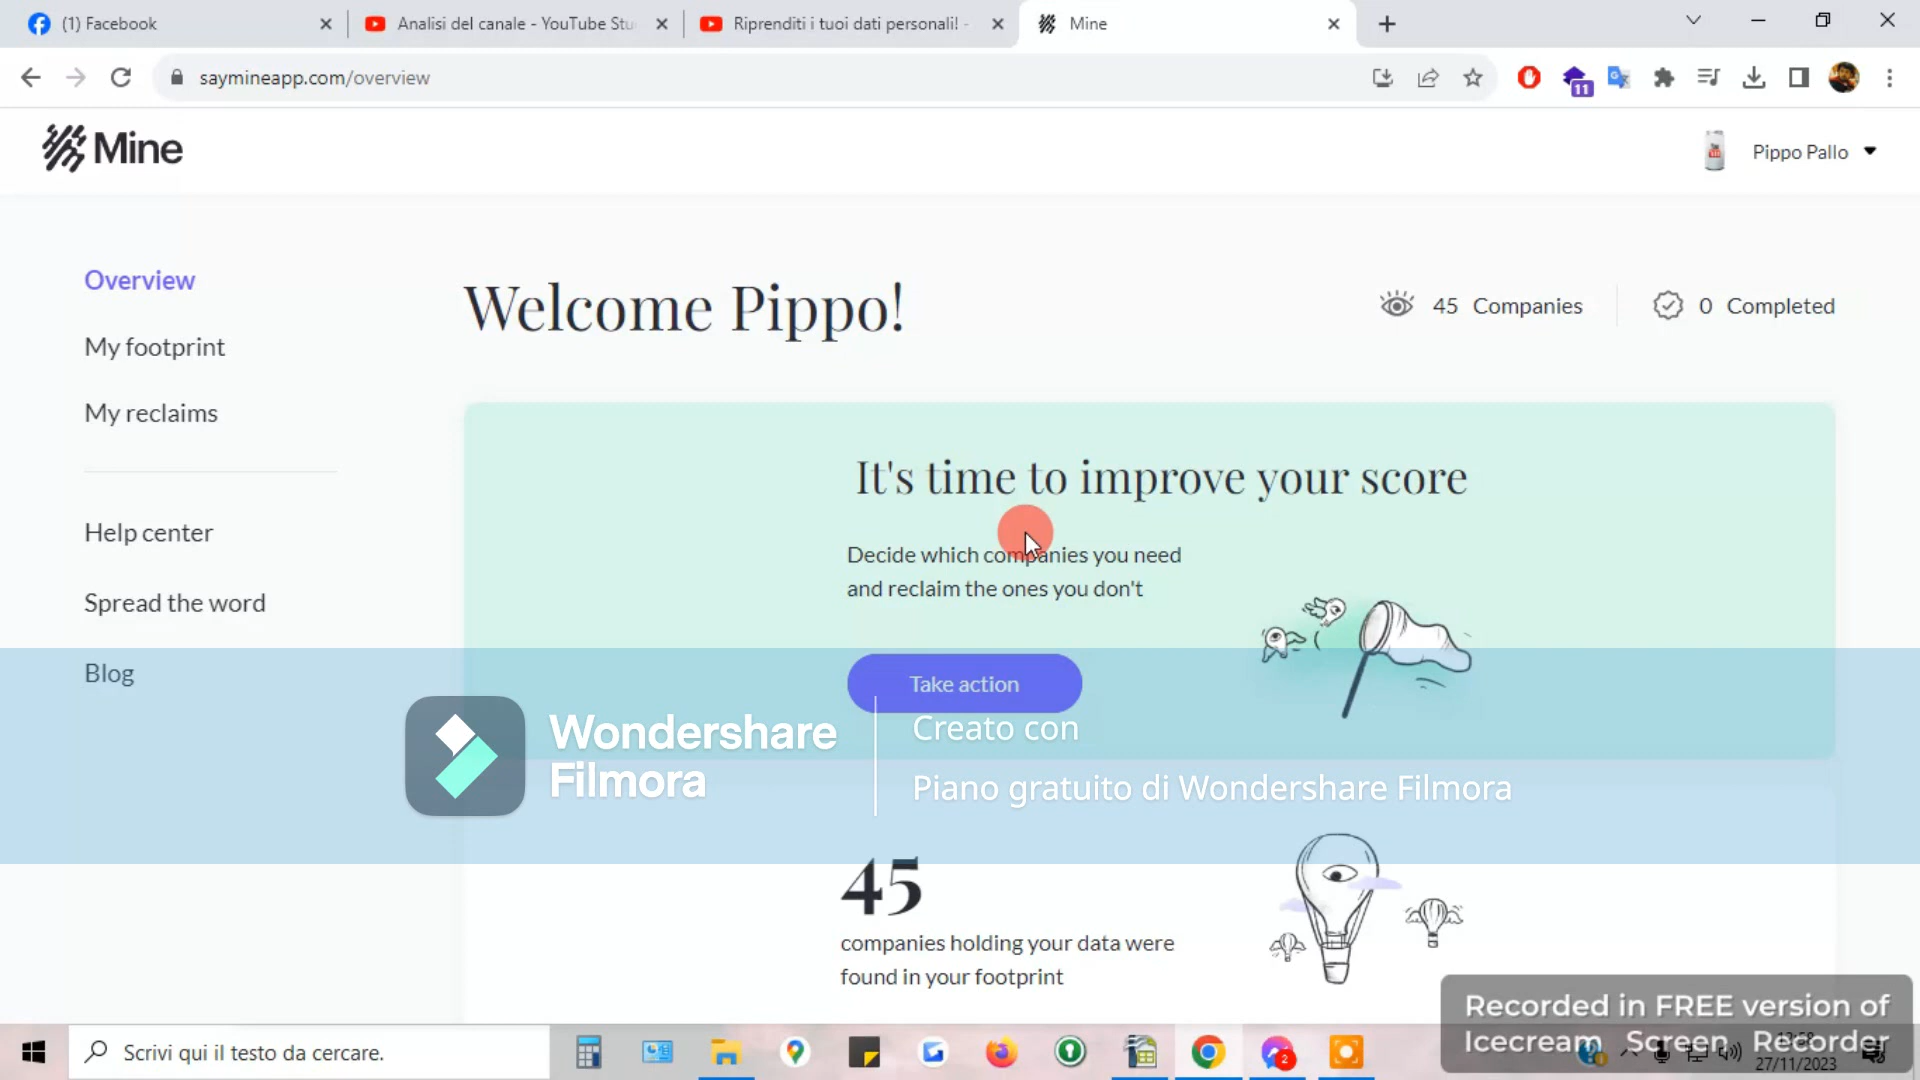 (1) Facebook
Analisi del canale - YouTube Stu
Riprenditi i tuoi dati personali! -
Mine
saymineapp.com/overview
11
Mine
Pippo Pallo
Overview
My footprint
My reclaims
Help center
Spread the word
Blog
Welcome Pippo!
45 Companies
0 Completed
It's time to improve your score
Decide which companies you need
and reclaim the ones you don't
Take action
Wondershare
Filmora
Creato con
Piano gratuito di Wondershare Filmora
45
companies holding your data were
found in your footprint
Recorded in FREE version of
Icecream Screen Recorder
Scrivi qui il testo da cercare.
2
27/11/2023